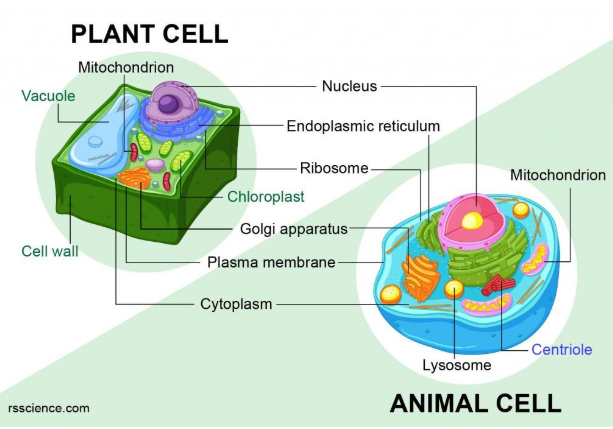 PLANT CELL
Mitochondrion
Vacuole
Nucleus
Endoplasmic reticulum
Ribosome
Mitochondrion
Chloroplast
Golgi apparatus
Cell wall
Plasma membrane
Cytoplasm
Centriole
Lysosome
rsscience.com
ANIMAL CELL